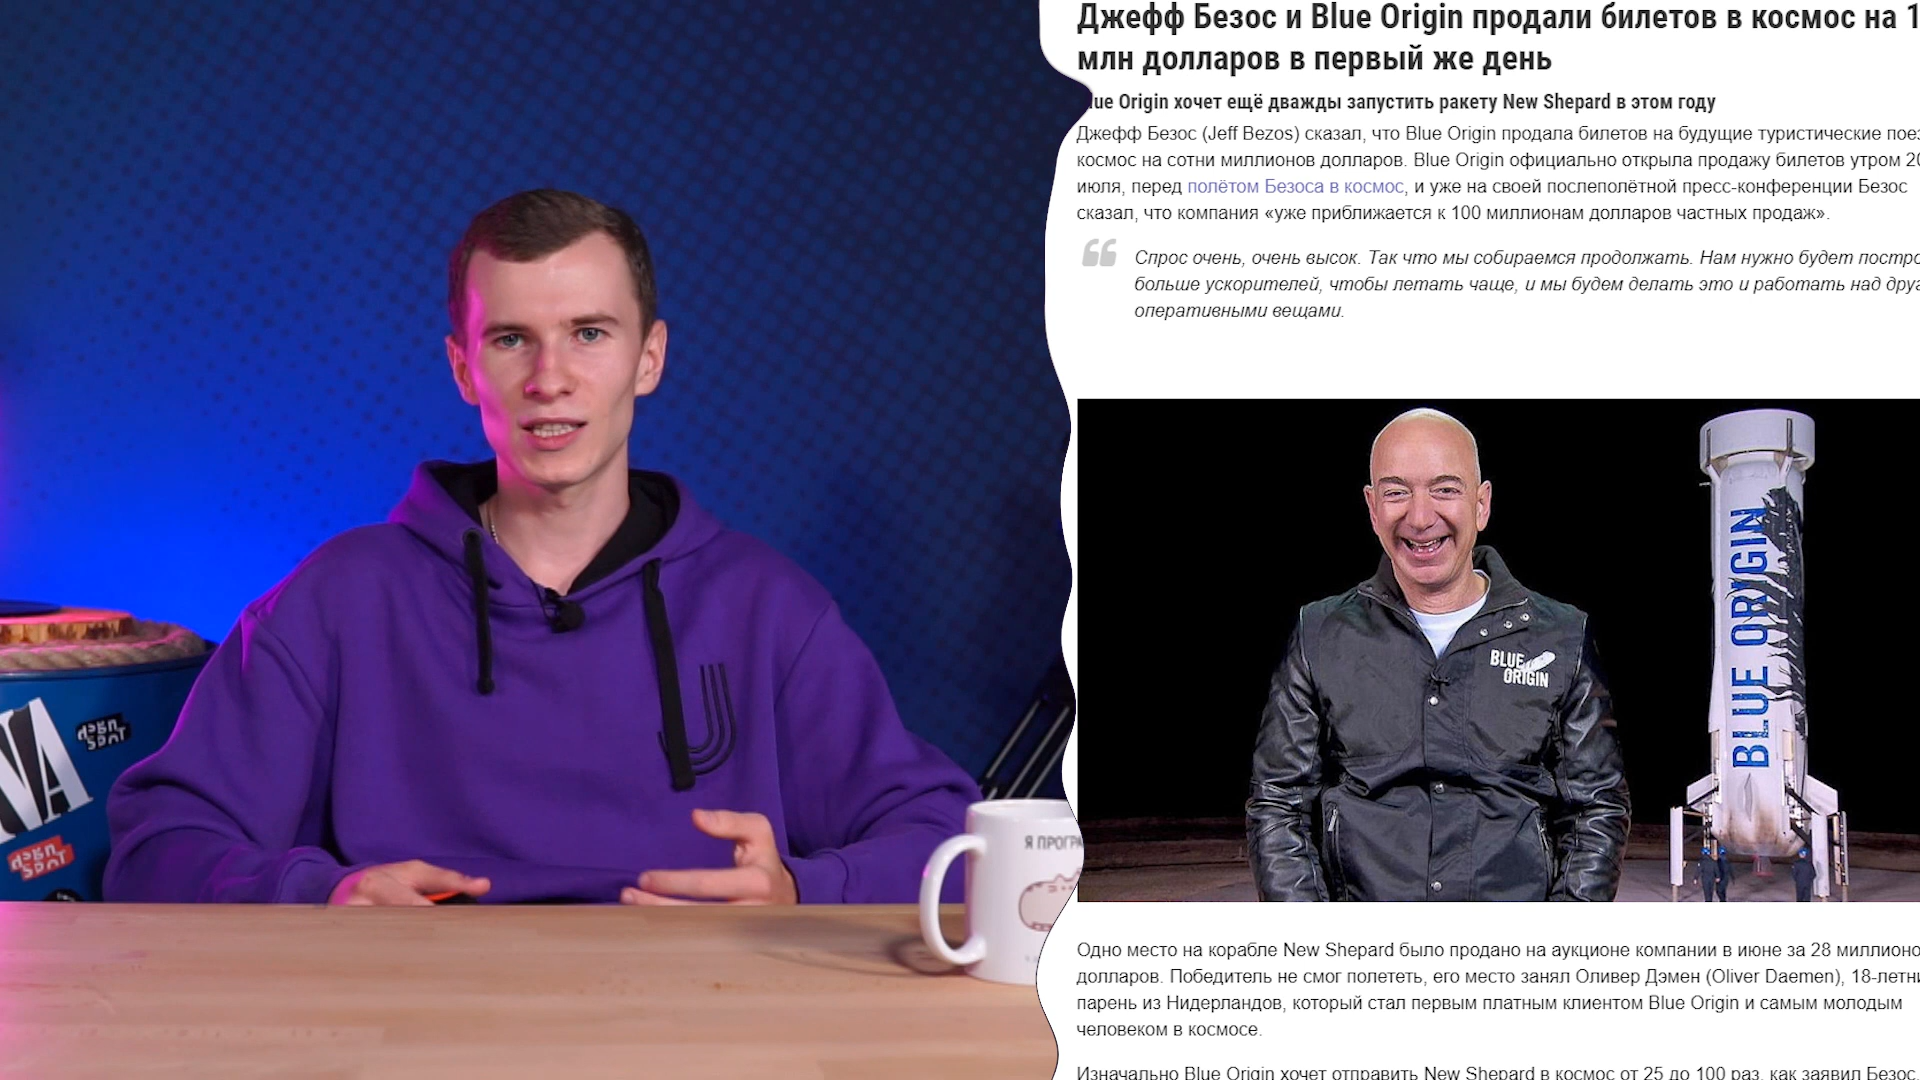 Джефф Безос и Blue Origin продали билетов в космос на
млн долларов в первый же день
Origin хочет ещё дважды запустить ракету New Shepard в этом году
Джефф Безос (Jeff Bezos) сказал, что Blue Origin продала билетов на будущие туристические
космос на сотни миллионов долларов. Blue Origin официально открыла продажу билетов утром
июля, перед полётом Безоса в космос, и уже на своей послеполётной пресс-конференции Безос
сказал, что компания «уже приближается к 100 миллионам долларов частных продаж».
Спрос очень, очень высок. Так что мы собираемся продолжать. Нам нужно будет
больше ускорителей, чтобы летать чаще, и мы будем делать это и работать над
оперативными вещами.
BLUE
ORIGIN
BLUE ORIGIN
NA
dsgn
spot
dsgn
spot
Я
Одно место на корабле New Shepard было продано на аукционе компании в июне за 28
долларов. Победитель не смог полететь, его место занял Оливер Дэмен (Oliver Daemen),
парень из Нидерландов, который стал первым платным клиентом Blue Origin и самым молодым
человеком в космосе.
Изначально Blue Origin хочет отправить New Shepard в космос от 25 до 100 раз, как заявил Безос